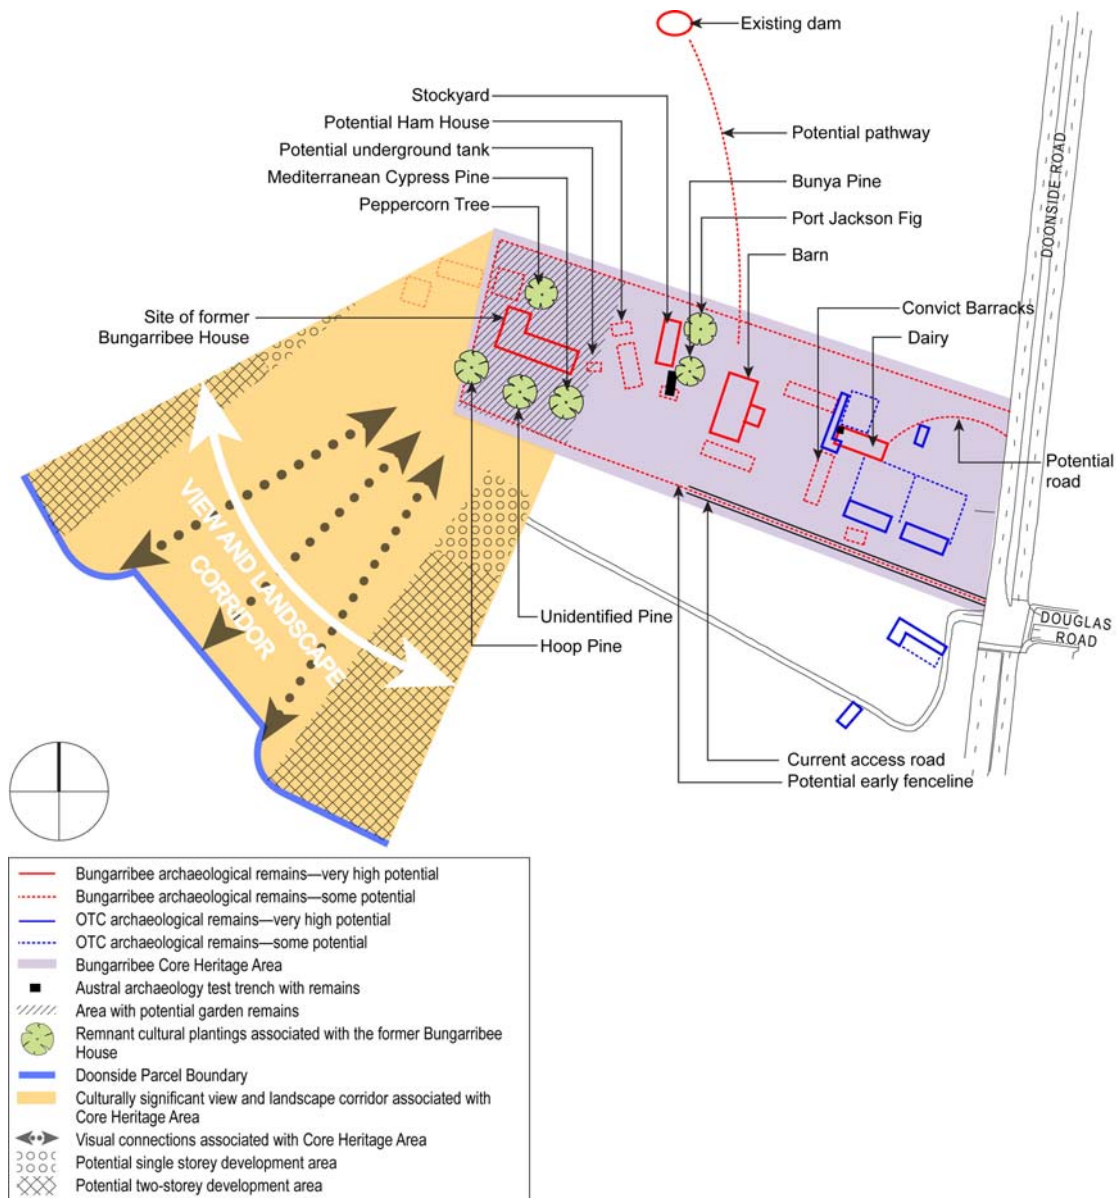 Existing dam
Stockyard
Potential Ham House
Potential underground tank
Mediterranean Cypress Pine
Peppercorn Tree
Potential pathway
Bunya Pine
Port Jackson Fig
Barn
DOONSIDE ROAD
Convict Barracks
Dairy
Site of former
Bungarribee House
Potential
road
VIEW AND LANDSCAPE
CORRIDOR
Unidentified Pine
Hoop Pine
DOUGLAS
ROAD
Current access road
Potential early fenceline
Bungarribee archaeological remains—very high potential
Bungarribee archaeological remains—some potential
OTC archaeological remains—very high potential
OTC archaeological remains—some potential
Bungarribee Core Heritage Area
Austral archaeology test trench with remains
Area with potential garden remains
Remnant cultural plantings associated with the former Bungarribee
House
Doonside Parcel Boundary
Culturally significant view and landscape corridor associated with
Core Heritage Area
Visual connections associated with Core Heritage Area
Potential single storey development area
Potential two-storey development area